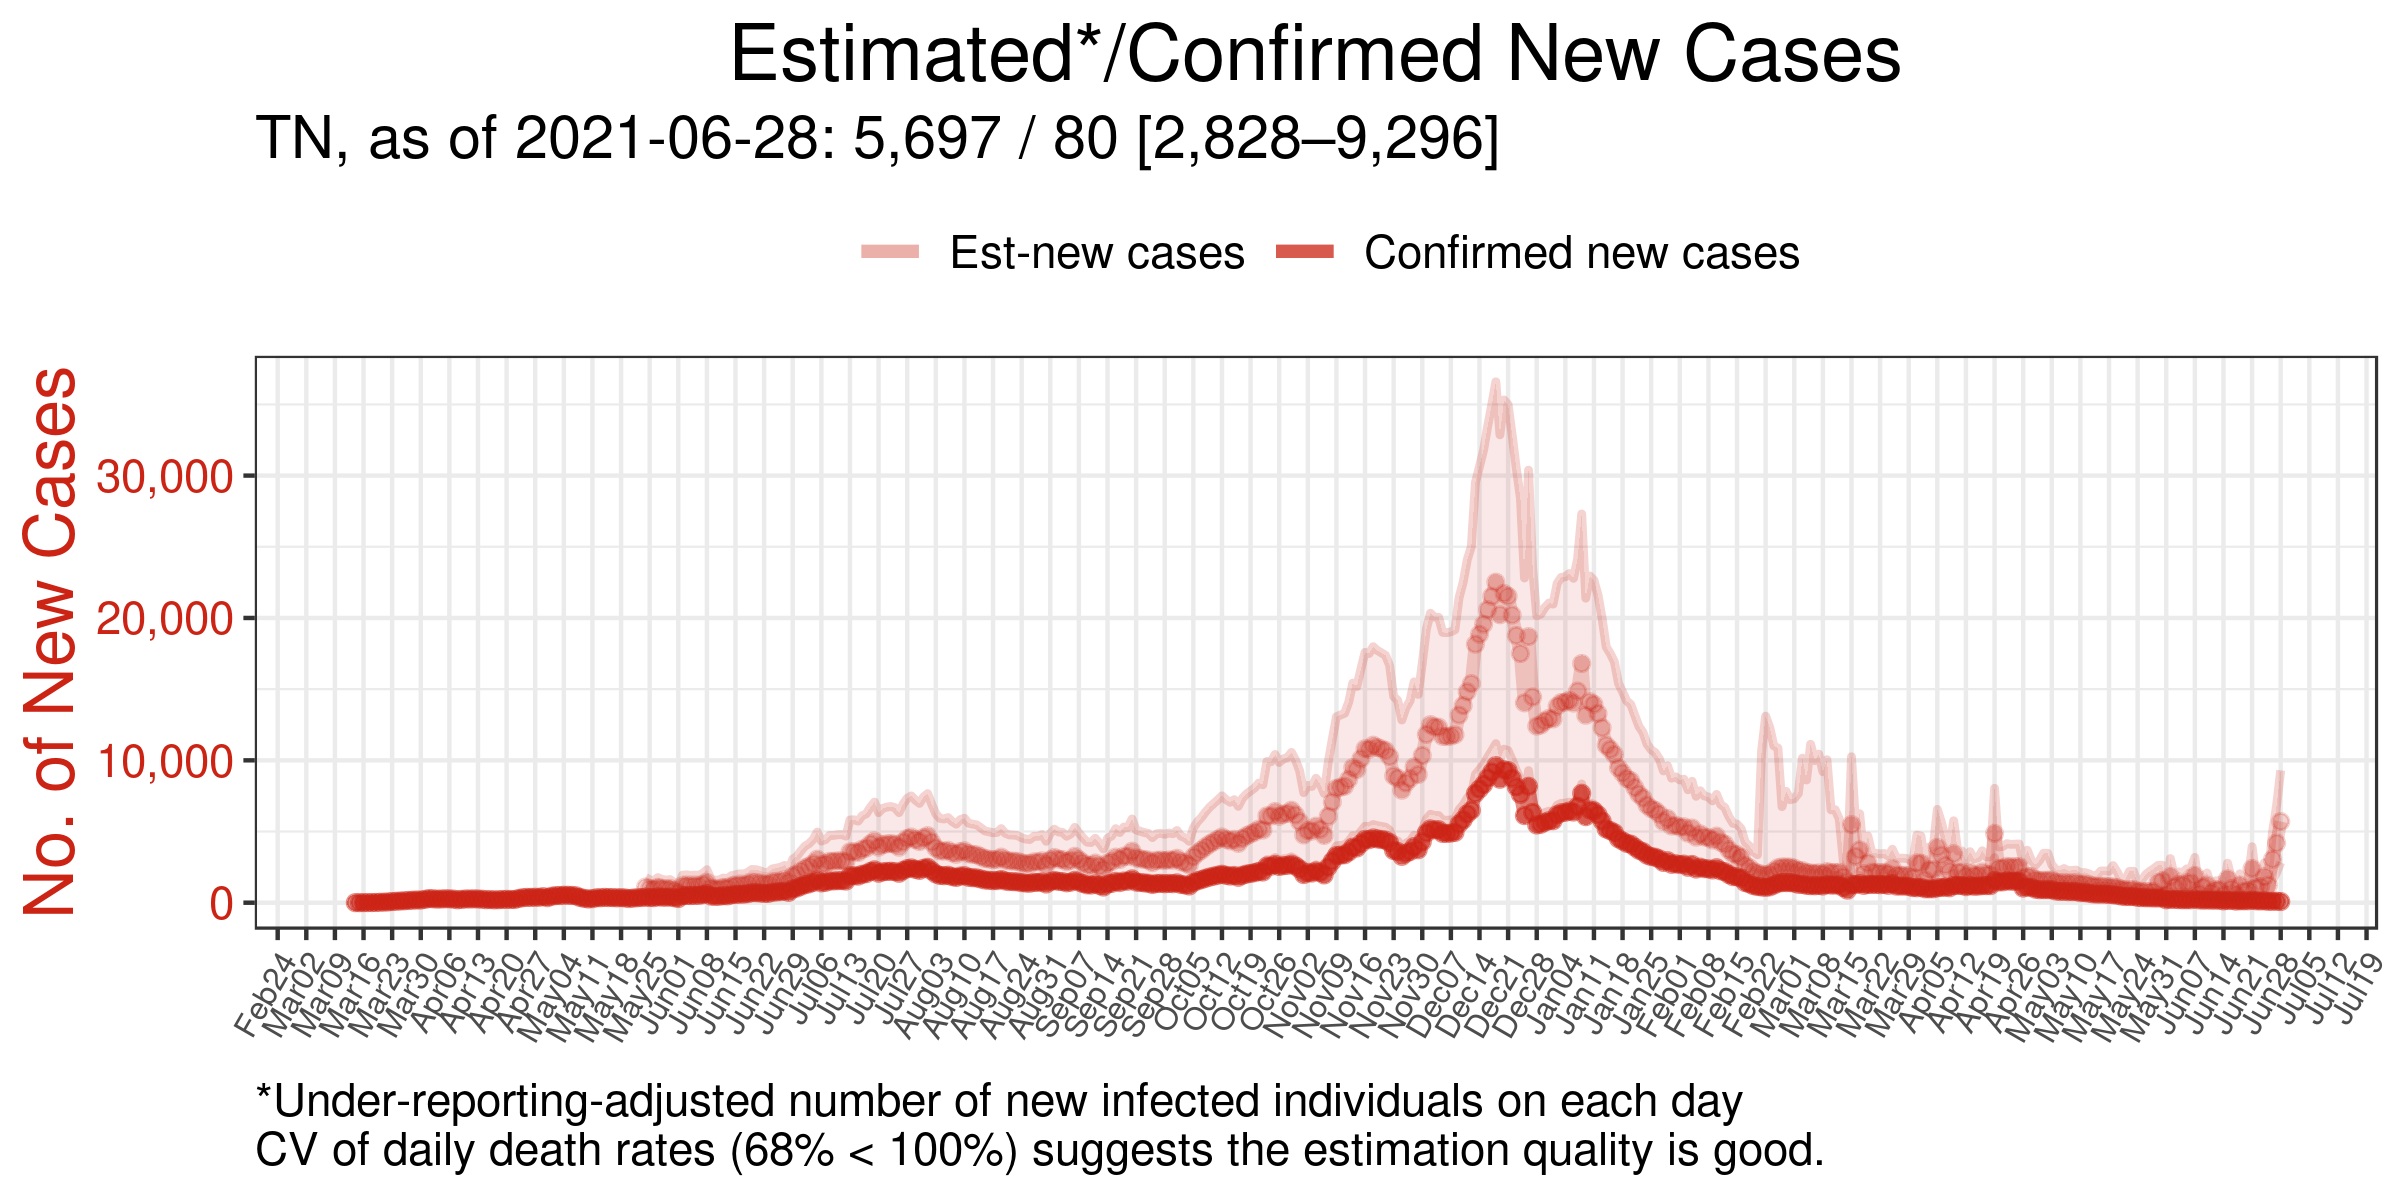 Estimated*/Confirmed New Cases
TN, as of 2021-06-28: 5,697 / 80 [2,828–9,296]
Est-new cases
Confirmed new cases
No. of New Cases
30,000
20,000
10,000
0
Feb24
Mar02
Mar09
Mar16
Mar23
Mar30
Apr06
Apr13
Apr20
Apr27
May04
May11
May18
May25
Jun01
Jun08
Jun15
Jun22
Jun29
Jul06
Jul13
Jul20
Jul27
Aug03
Aug10
Aug17
Aug24
Aug31
Sep07
Sep14
Sep21
Sep28
Oct05
Oct12
Oct19
Oct26
Nov02
Nov09
Nov16
Nov23
Nov30
Dec07
Dec14
Dec21
Dec28
Jan04
Jan11
Jan18
Jan25
Feb01
Feb08
Feb15
Feb22
Mar01
Mar08
Mar15
Mar22
Mar29
Apr05
Apr12
Apr19
Apr26
May03
May10
May17
May24
May31
Jun07
Jun14
Jun21
Jun28
Jul05
Jul12
Jul19
*Under-reporting-adjusted number of new infected individuals on each day
CV of daily death rates (68% < 100%) suggests the estimation quality is good.